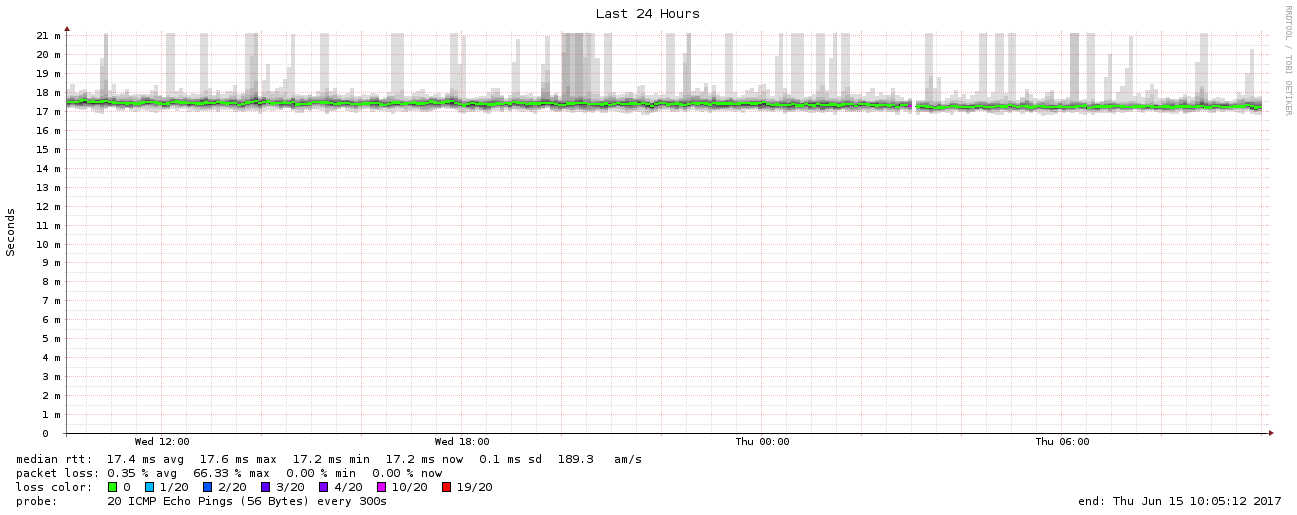 Last 24 Hours
RRDTOOL / TOBI OETIKER
Seconds
21 m
20 m
19 m
18 m
17 m
16 m
15 m
14 m
13 m
12 m
11 m
10 m
9 m
8 m
7 m
6 m
5 m
4 m
3 m
2 m
1 m
0
Wed 12:00 Wed 18:00 Thu 00:00 Thu 06:00
median rtt: 17.4 ms avg 17.6 ms max 17.2 ms min 17.2 ms now 0.1 ms sd 189.3 am/s
packet loss: 0.35 % avg 66.33 % max 0.00 % min 0.00 % now
loss color: 0 1/20 2/20 3/20 4/20 10/20 19/20
probe: 20 ICMP Echo Pings (56 Bytes) every 300s end: Thu Jun 15 10:05:12 2017